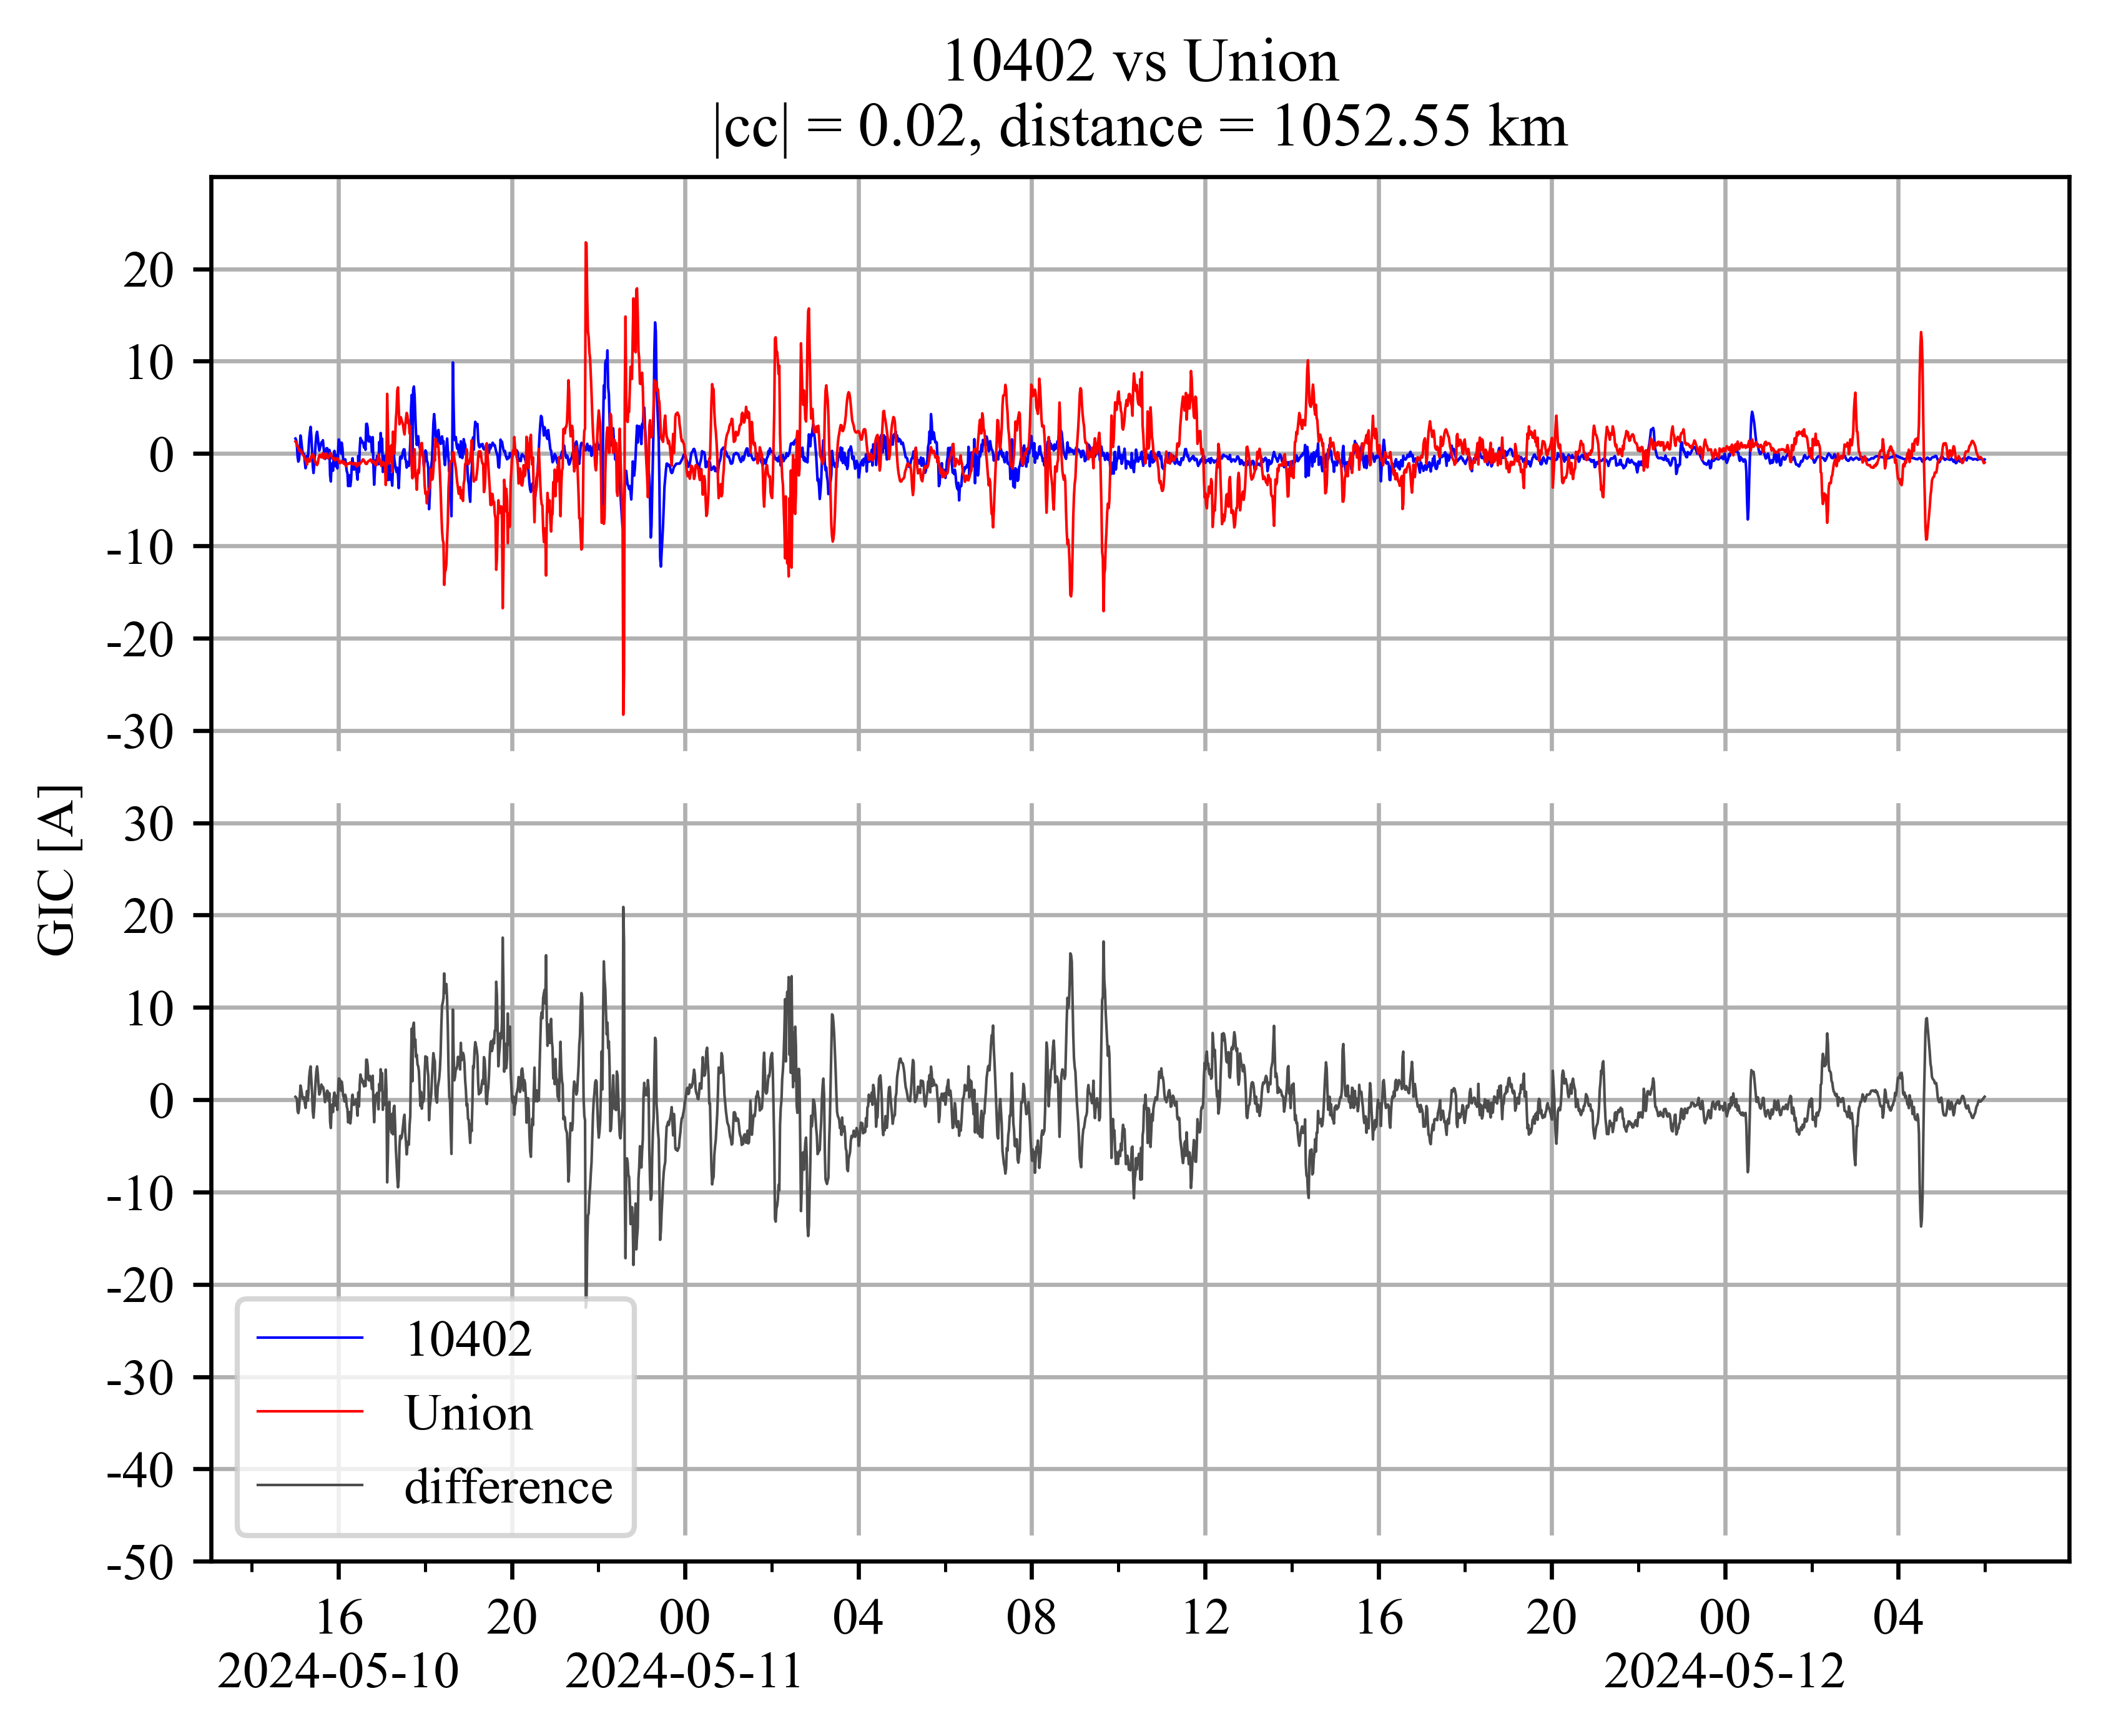 10402 vs Union
|cc| = 0.02, distance = 1052.55 km
20
10
0
-10
-20
-30
30
20
10
0
-10
-20
-30
-40
-50
GIC [A]
10402
Union
difference
16 20 00 04 08 12 16 20 00 04
2024-05-10 2024-05-11 2024-05-12